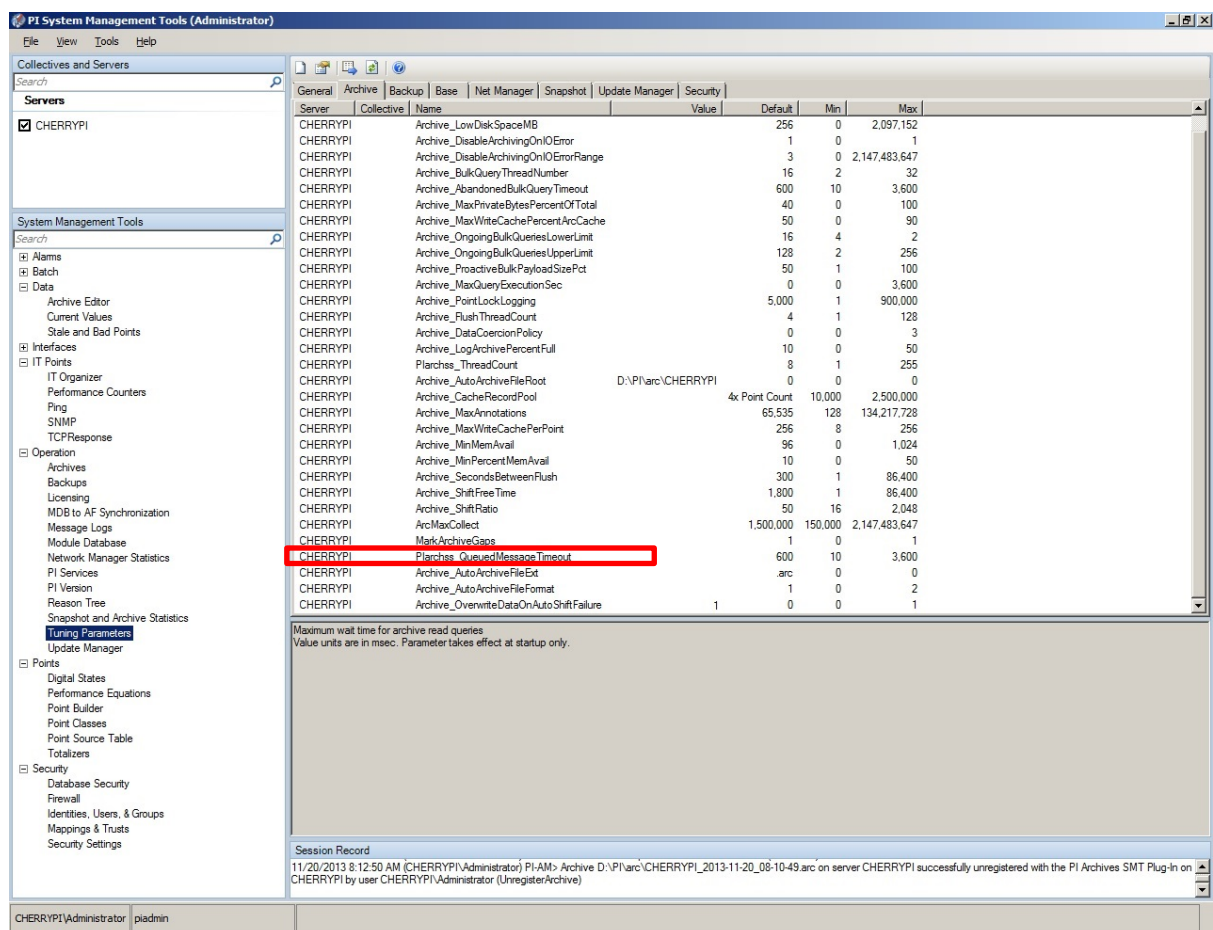 PI System Management Tools (Administrator)
File View Tools Help
Collectives and Servers
Search
Servers
CHERRYPI
System Management Tools
Search
Alarms
Batch
Data
Archive Editor
Current Values
Stale and Bad Points
Interfaces
IT Points
IT Organizer
Performance Counters
Ping
SNMP
TCPResponse
Operation
Archives
Backups
Licensing
MDB to AF Synchronization
Message Logs
Module Database
Network Manager Statistics
PI Services
PI Version
Reason Tree
Snapshot and Archive Statistics
Tuning Parameters
Update Manager
Points
Digital States
Performance Equations
Point Builder
Point Classes
Point Source Table
Totalizers
Security
Database Security
Firewall
Identities, Users, & Groups
Mappings & Trusts
Security Settings
General Archive Backup Base Net Manager Snapshot Update Manager Security
Server Collective Name Value Default Min Max
CHERRYPI Archive_LowDiskSpaceMB 256 0 2,097,152
CHERRYPI Archive_DisableArchivingOnIOError 1 0 1
CHERRYPI Archive_DisableArchivingOnIOErrorRange 3 0 2,147,483,647
CHERRYPI Archive_BulkQueryThreadNumber 16 2 32
CHERRYPI Archive_AbandonedBulkQueryTimeout 600 10 3,600
CHERRYPI Archive_MaxPrivateBytesPercentOfTotal 40 0 100
CHERRYPI Archive_MaxWriteCachePercentArcCache 50 0 90
CHERRYPI Archive_OngoingBulkQueriesLowerLimit 16 4 2
CHERRYPI Archive_OngoingBulkQueriesUpperLimit 128 2 256
CHERRYPI Archive_ProactiveBulkPayloadSizePct 50 1 100
CHERRYPI Archive_MaxQueryExecutionSec 0 0 3,600
CHERRYPI Archive_PointLockLogging 5,000 1 900,000
CHERRYPI Archive_FlushThreadCount 4 1 128
CHERRYPI Archive_DataCoercionPolicy 0 0 3
CHERRYPI Archive_LogArchivePercentFull 10 0 50
CHERRYPI PIarchss_ThreadCount 8 1 255
CHERRYPI Archive_AutoArchiveFileRoot D:\PI\arc\CHERRYPI 0 0 0
CHERRYPI Archive_CacheRecordPool 4x Point Count 10,000 2,500,000
CHERRYPI Archive_MaxAnnotations 65,535 128 134,217,728
CHERRYPI Archive_MaxWriteCachePerPoint 256 8 256
CHERRYPI Archive_MinMemAvail 96 0 1,024
CHERRYPI Archive_MinPercentMemAvail 10 0 50
CHERRYPI Archive_SecondsBetweenFlush 300 1 86,400
CHERRYPI Archive_ShiftFreeTime 1,800 1 86,400
CHERRYPI Archive_ShiftRatio 50 16 2,048
CHERRYPI ArcMaxCollect 1,500,000 150,000 2,147,483,647
CHERRYPI MarkArchiveGaps 1 0 1
CHERRYPI PIarchss_QueuedMessageTimeout 600 10 3,600
CHERRYPI Archive_AutoArchiveFileExt .arc 0 0
CHERRYPI Archive_AutoArchiveFileFormat 1 0 2
CHERRYPI Archive_OverwriteDataOnAutoShiftFailure 1 0 0 1
Maximum wait time for archive read queries
Value units are in msec. Parameter takes effect at startup only.
Session Record
11/20/2013 8:12:50 AM (CHERRYPI\Administrator) PI-AM> Archive D:\PI\arc\CHERRYPI_2013-11-20_08-10-49.arc on server CHERRYPI successfully unregistered with the PI Archives SMT Plug-In on
CHERRYPI by user CHERRYPI\Administrator (UnregisterArchive)
CHERRYPI\Administrator piadmin